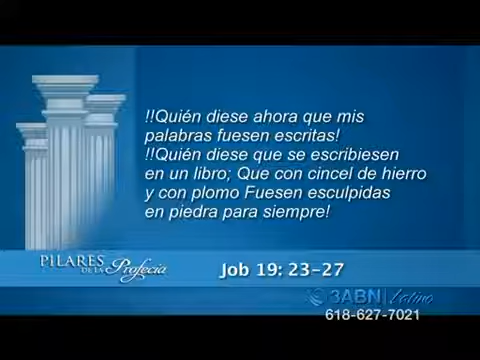 !!Quién diese ahora que mis
palabras fuesen escritas!
!!Quién diese que se escribiesen
en un libro; Que con cincel de hierro
y con plomo Fuesen esculpidas
en piedra para siempre!
PILARES
DE LA Profecia
Job 19: 23-27
3ABN Latino
618-627-7021